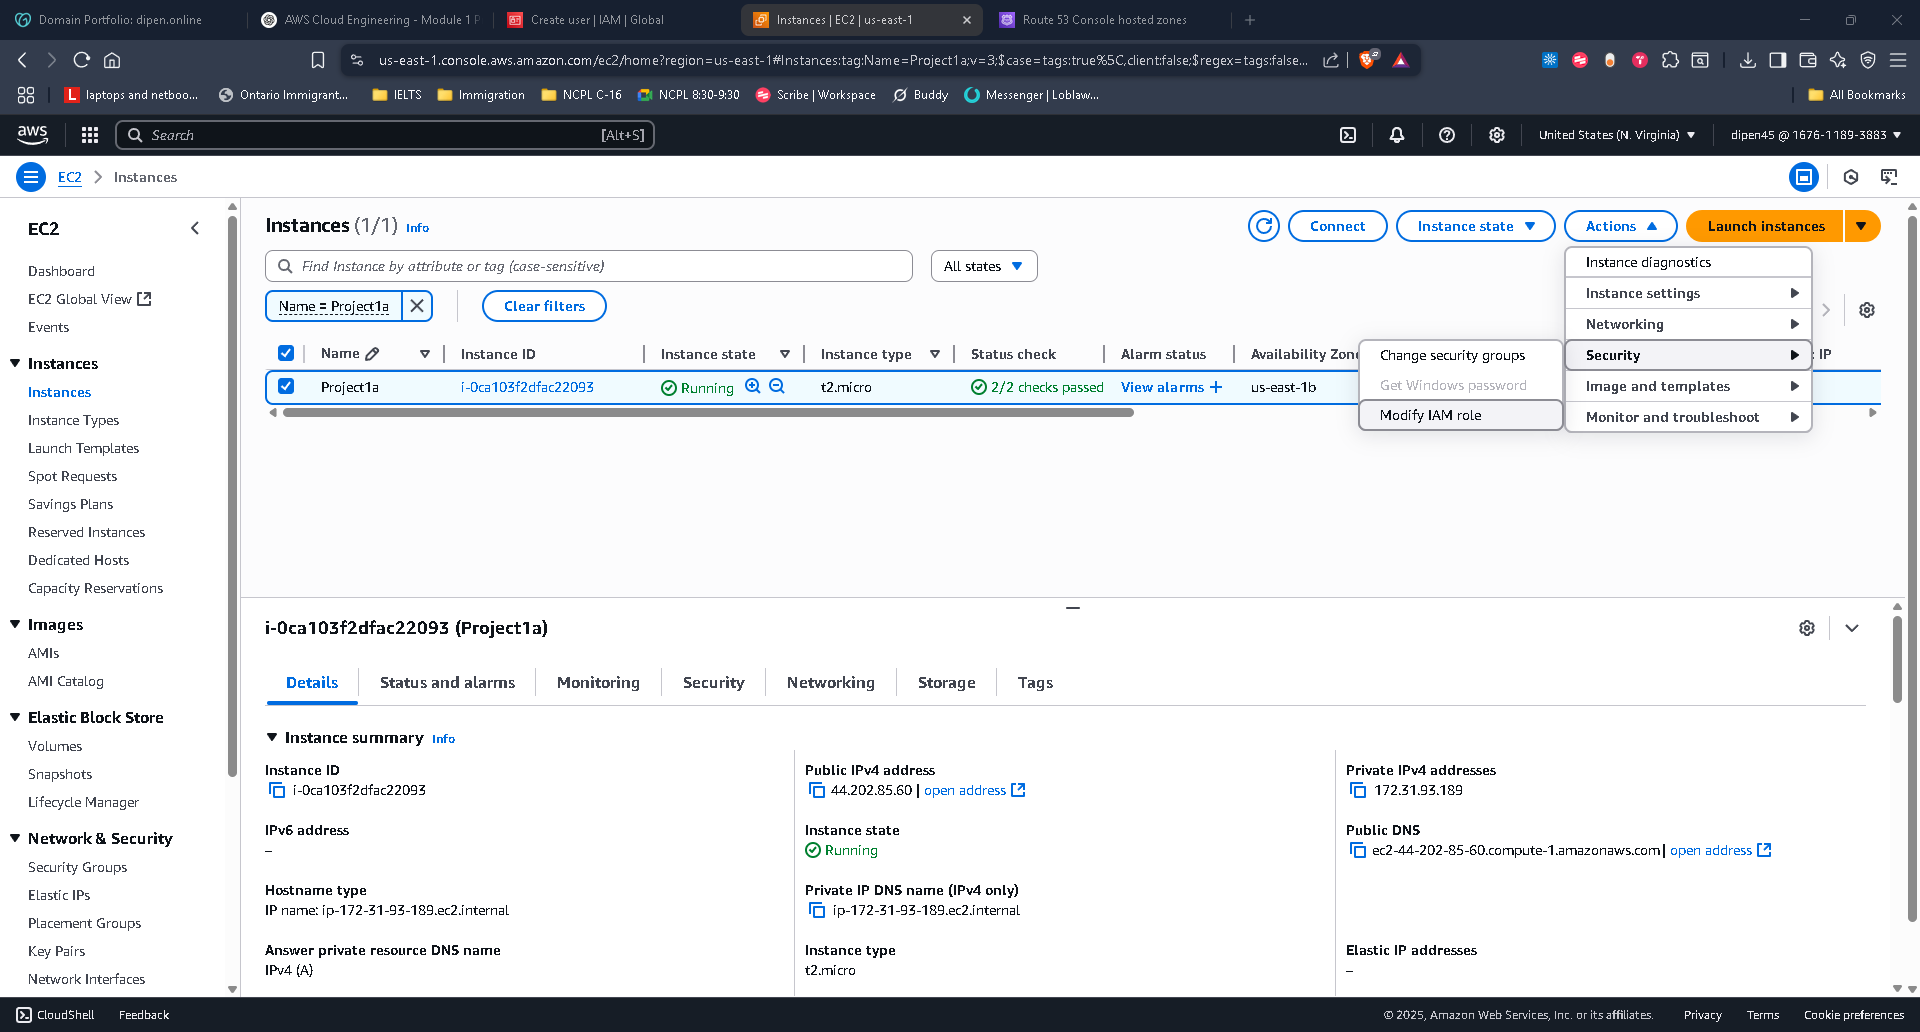 Domain Portfolio: dipen.online
AWS Cloud Engineering - Module 1 P
Create user | IAM | Global
Instances | EC2 | us-east-1
Route 53 Console hosted zones
us-east-1.console.aws.amazon.com/ec2/home?region=us-east-1#Instances:tag:Name=Project1a;v=3;$case=tags:true%5C,client:false;$regex=tags:false...
laptops and netboo...
Ontario Immigrant...
IELTS
Immigration
NCPL C-16
NCPL 8:30-9:30
Scribe | Workspace
Buddy
Messenger | Loblaw...
All Bookmarks
aws
Search
[Alt+S]
United States (N. Virginia)
dipen45 @ 1676-1189-3883
EC2
Instances
EC2
Dashboard
EC2 Global View
Events
Instances
Instances
Instance Types
Launch Templates
Spot Requests
Savings Plans
Reserved Instances
Dedicated Hosts
Capacity Reservations
Images
AMIs
AMI Catalog
Elastic Block Store
Volumes
Snapshots
Lifecycle Manager
Network & Security
Security Groups
Elastic IPs
Placement Groups
Key Pairs
Network Interfaces
Instances (1/1) Info
Connect
Instance state
Actions
Launch instances
Find Instance by attribute or tag (case-sensitive)
All states
Name = Project1a
Clear filters
Instance diagnostics
Instance settings
Networking
Security
Image and templates
Monitor and troubleshoot
Change security groups
Get Windows password
Modify IAM role
Name
Instance ID
Instance state
Instance type
Status check
Alarm status
Availability Zone
: IP
Project1a
i-0ca103f2dfac22093
Running
t2.micro
2/2 checks passed
View alarms +
us-east-1b
i-0ca103f2dfac22093 (Project1a)
Details
Status and alarms
Monitoring
Security
Networking
Storage
Tags
Instance summary Info
Instance ID
i-0ca103f2dfac22093
Public IPv4 address
44.202.85.60 | open address
Private IPv4 addresses
172.31.93.189
IPv6 address
–
Instance state
Running
Public DNS
ec2-44-202-85-60.compute-1.amazonaws.com | open address
Hostname type
IP name: ip-172-31-93-189.ec2.internal
Private IP DNS name (IPv4 only)
ip-172-31-93-189.ec2.internal
Answer private resource DNS name
IPv4 (A)
Instance type
t2.micro
Elastic IP addresses
–
CloudShell
Feedback
© 2025, Amazon Web Services, Inc. or its affiliates.
Privacy
Terms
Cookie preferences